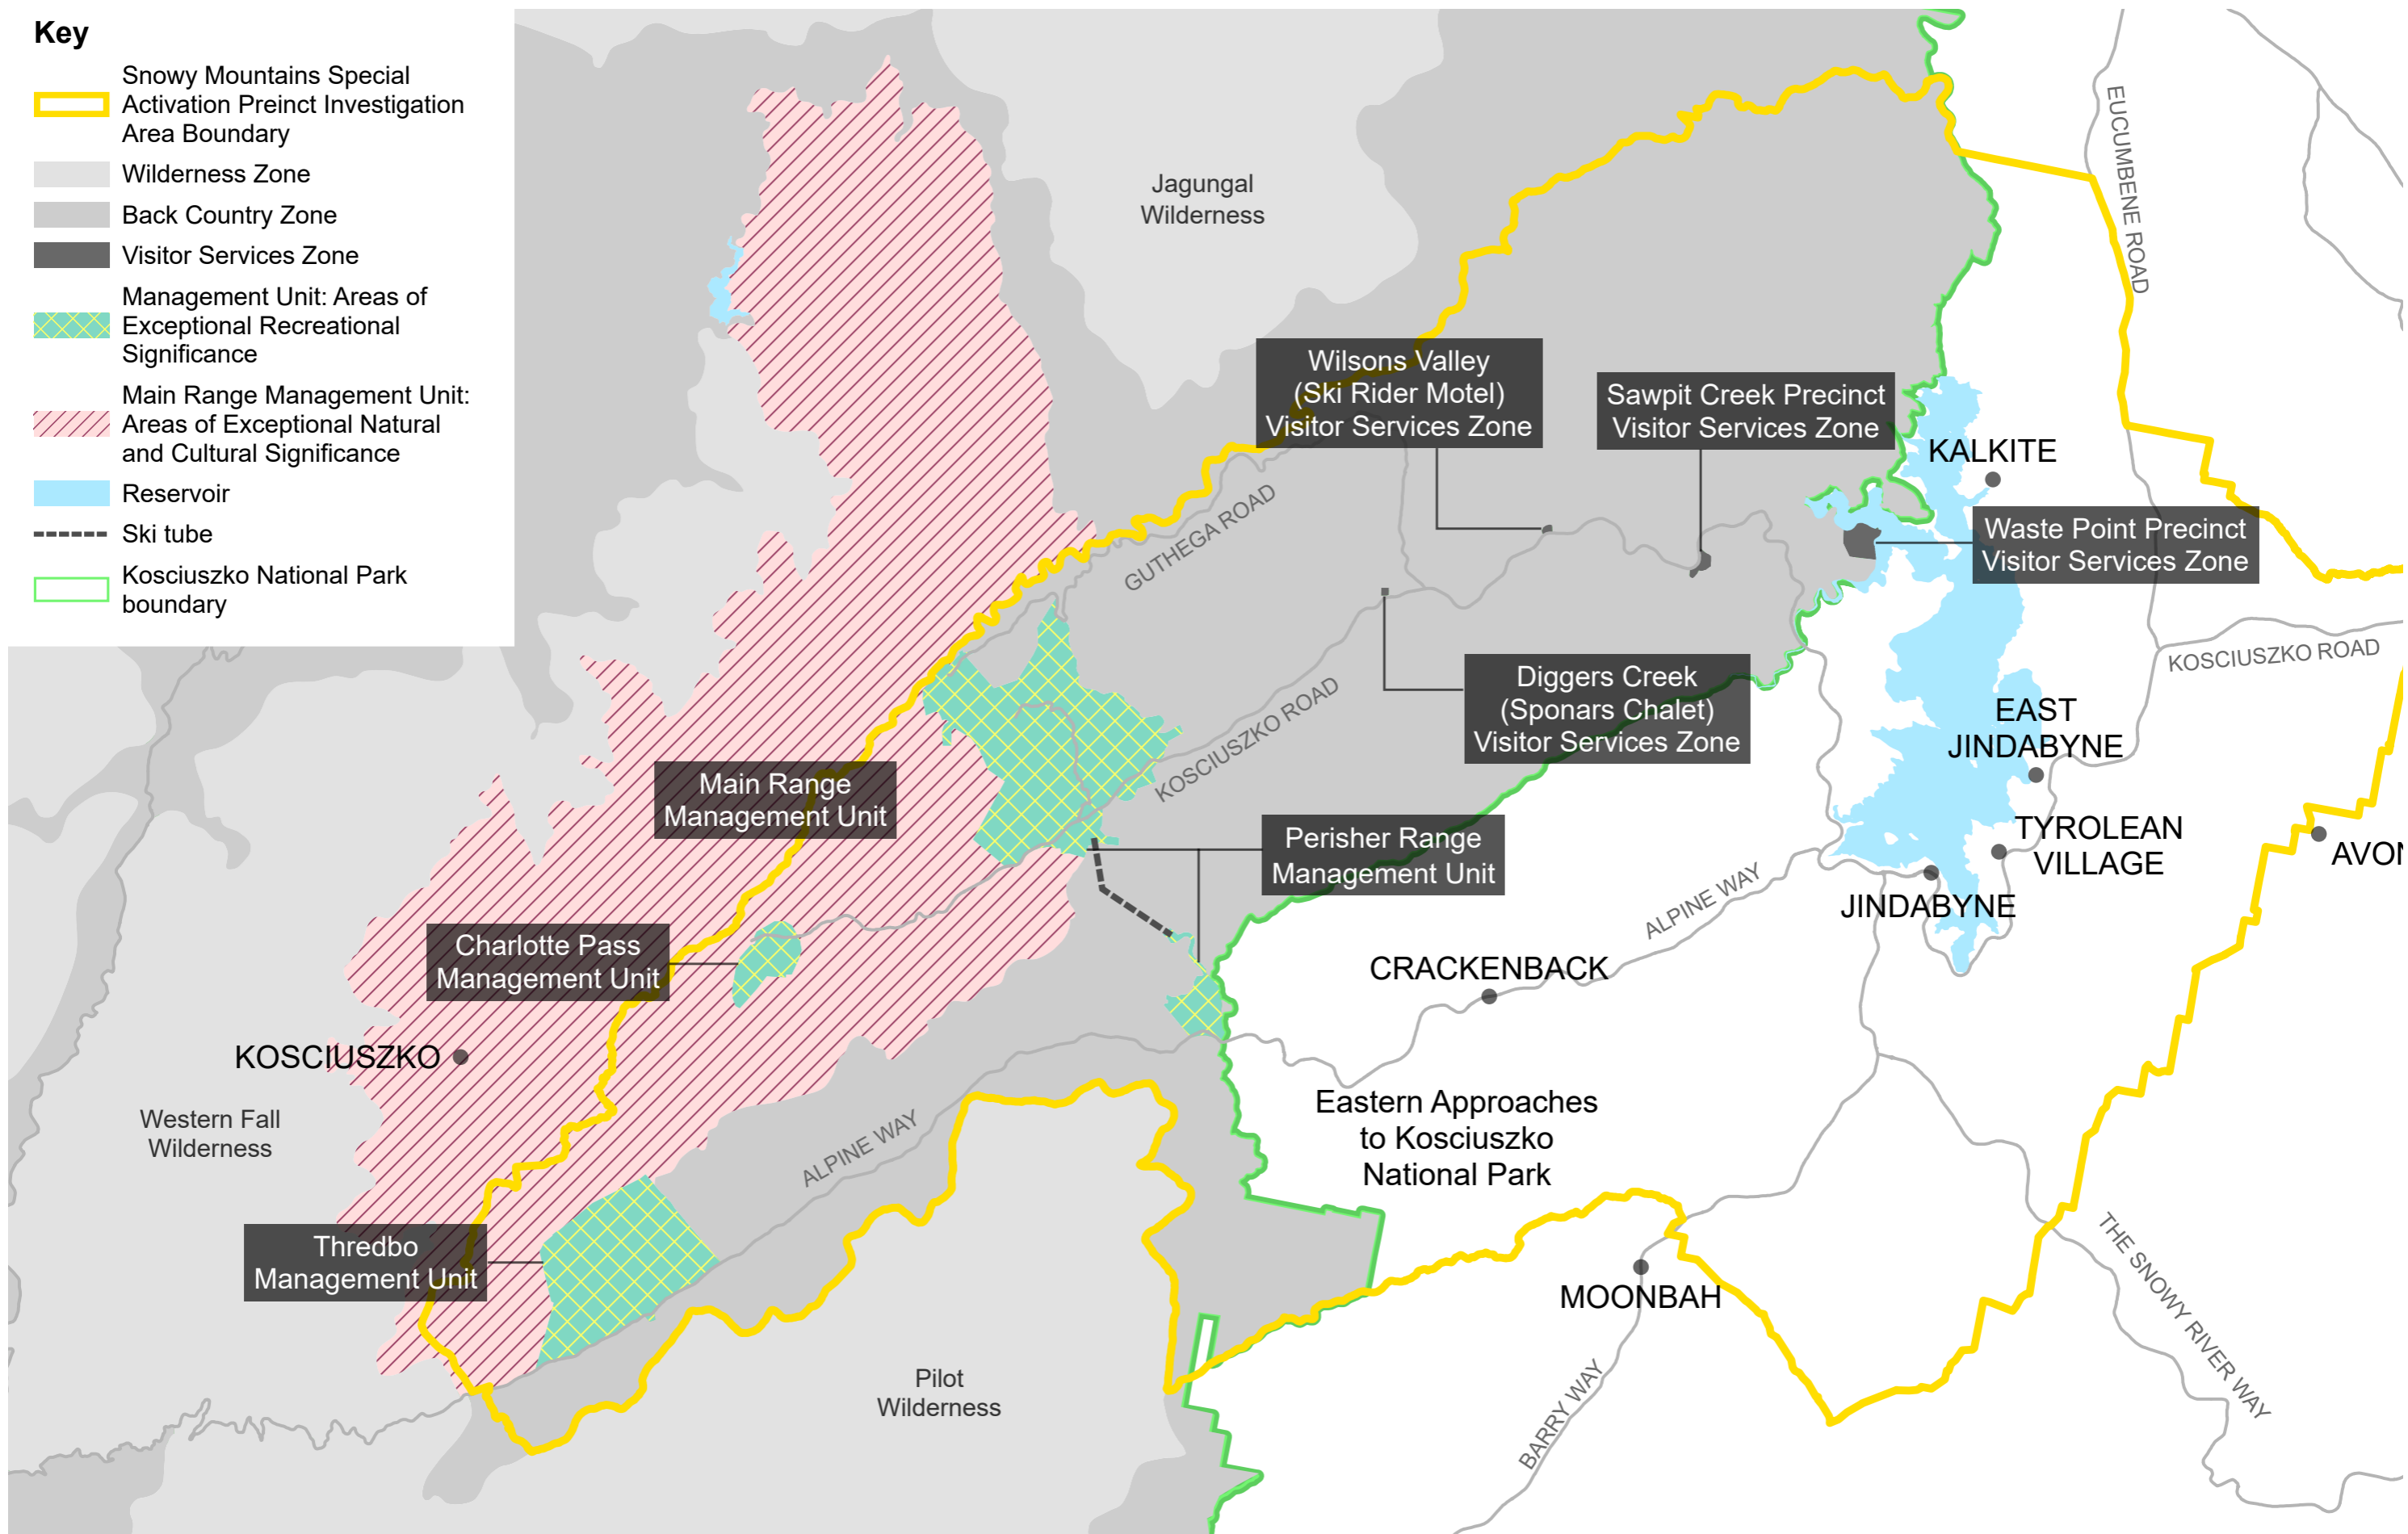 Key
Snowy Mountains Special
Activation Preinct Investigation
Area Boundary
Wilderness Zone
Back Country Zone
Visitor Services Zone
Management Unit: Areas of
Exceptional Recreational
Significance
Main Range Management Unit:
Areas of Exceptional Natural
and Cultural Significance
Reservoir
Ski tube
Kosciuszko National Park
boundary
Jagungal
Wilderness
EUCUMBENE ROAD
Wilsons Valley
(Ski Rider Motel)
Visitor Services Zone
Sawpit Creek Precinct
Visitor Services Zone
KALKITE
GUTHEGA ROAD
Waste Point Precinct
Visitor Services Zone
KOSCIUSZKO ROAD
Diggers Creek
(Sponars Chalet)
Visitor Services Zone
EAST
JINDABYNE
KOSCIUSZKO ROAD
Main Range
Management Unit
Perisher Range
Management Unit
TYROLEAN
VILLAGE
AVON
ALPINE WAY
JINDABYNE
Charlotte Pass
Management Unit
CRACKENBACK
KOSCIUSZKO
Western Fall
Wilderness
ALPINE WAY
Eastern Approaches
to Kosciuszko
National Park
Thredbo
Management Unit
MOONBAH
THE SNOWY RIVER WAY
Pilot
Wilderness
BARRY WAY